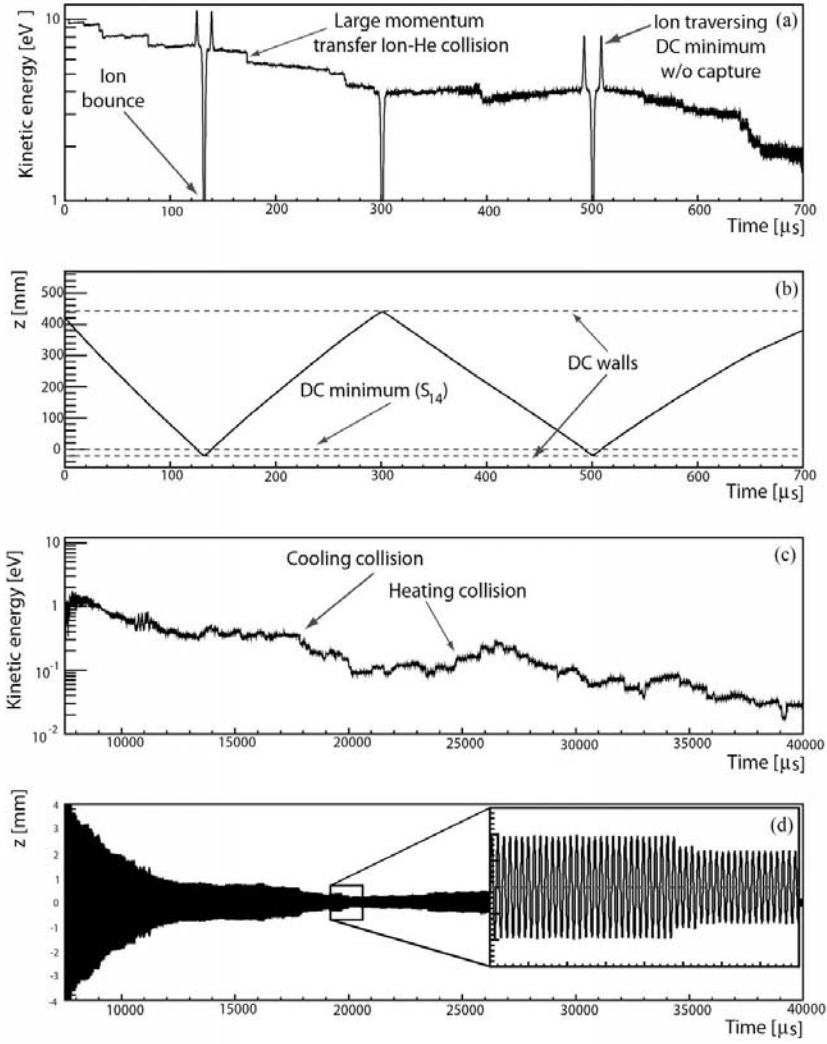 (a)
Kinetic energy [eV ]
10
1
Large momentum
transfer Ion-He collision
Ion
bounce
Ion traversing
DC minimum
w/o capture
0 100 200 300 400 500 600 700
Time [µs]
(b)
z [mm]
500
400
300
200
100
0
DC walls
DC minimum (S14)
0 100 200 300 400 500 600 700
Time [µs]
(c)
Kinetic energy [eV]
10
1
10-1
10-2
Cooling collision
Heating collision
10000 15000 20000 25000 30000 35000 40000
Time [µs]
(d)
z [mm]
4
3
2
1
0
-1
-2
-3
-4
10000 15000 20000 25000 30000 35000 40000
Time [µs]